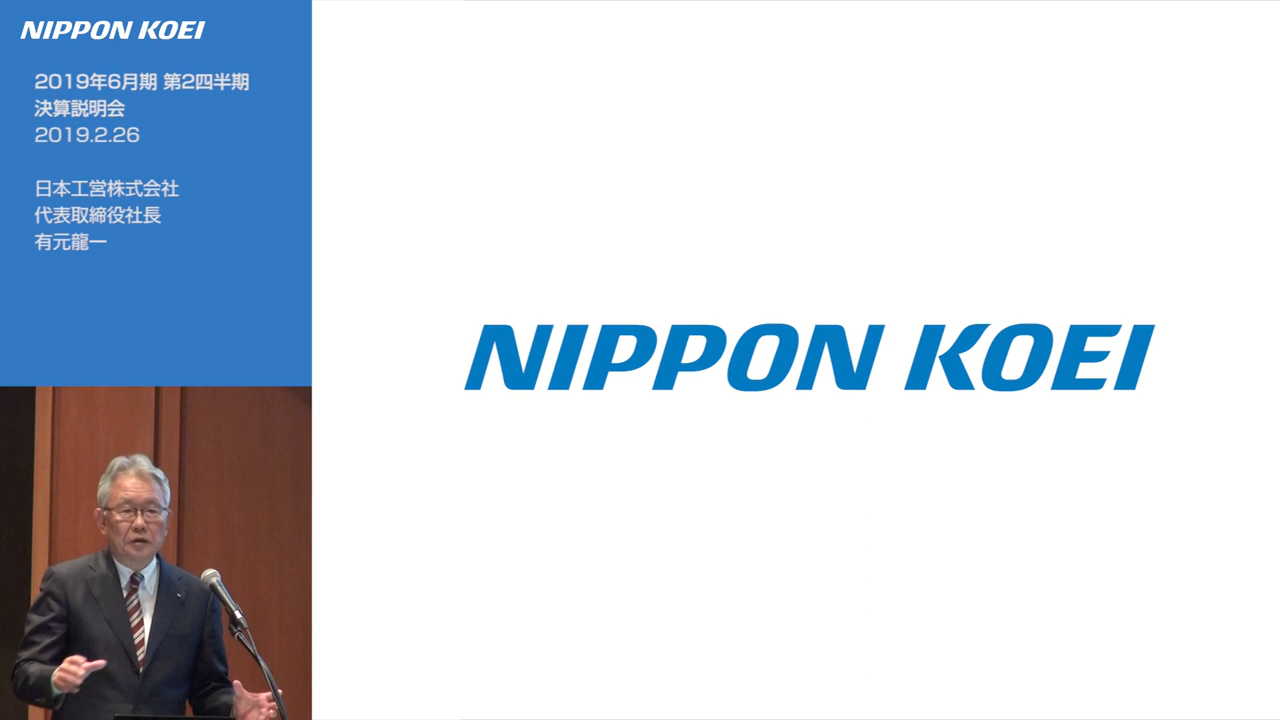 NIPPON KOEI
2019年6月期 第2四半期
決算説明会
2019.2.26
日本工営株式会社
代表取締役社長
有元龍一
NIPPON KOEI